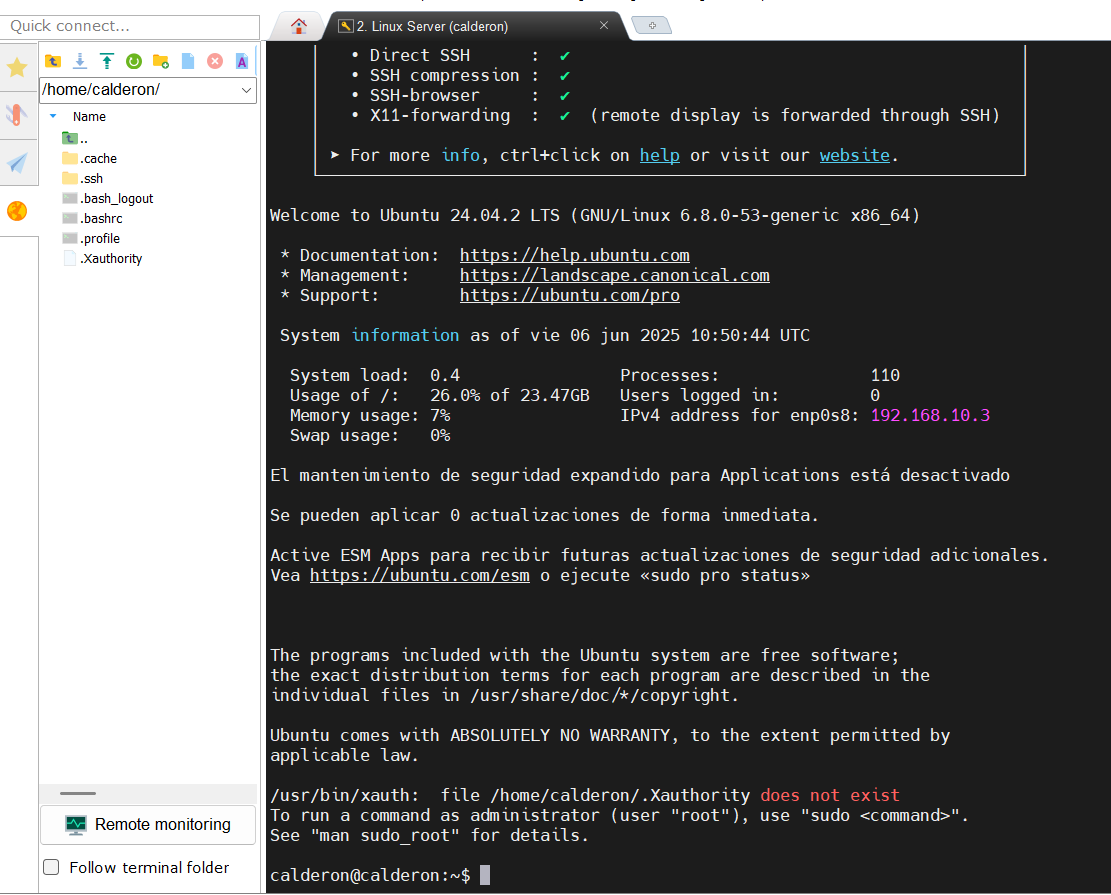 Quick connect...
2. Linux Server (calderon)
/home/calderon/
Name
..
.cache
.ssh
.bash_logout
.bashrc
.profile
.Xauthority
Remote monitoring
Follow terminal folder
• Direct SSH : ✔
• SSH compression : ✔
• SSH-browser : ✔
• X11-forwarding : ✔ (remote display is forwarded through SSH)
➤ For more info, ctrl+click on help or visit our website.
Welcome to Ubuntu 24.04.2 LTS (GNU/Linux 6.8.0-53-generic x86_64)
* Documentation: https://help.ubuntu.com
* Management: https://landscape.canonical.com
* Support: https://ubuntu.com/pro
System information as of vie 06 jun 2025 10:50:44 UTC
System load: 0.4 Processes: 110
Usage of /: 26.0% of 23.47GB Users logged in: 0
Memory usage: 7% IPv4 address for enp0s8: 192.168.10.3
Swap usage: 0%
El mantenimiento de seguridad expandido para Applications está desactivado
Se pueden aplicar 0 actualizaciones de forma inmediata.
Active ESM Apps para recibir futuras actualizaciones de seguridad adicionales.
Vea https://ubuntu.com/esm o ejecute «sudo pro status»
The programs included with the Ubuntu system are free software;
the exact distribution terms for each program are described in the
individual files in /usr/share/doc/*/copyright.
Ubuntu comes with ABSOLUTELY NO WARRANTY, to the extent permitted by
applicable law.
/usr/bin/xauth:  file /home/calderon/.Xauthority does not exist
To run a command as administrator (user "root"), use "sudo <command>".
See "man sudo_root" for details.
calderon@calderon:~$